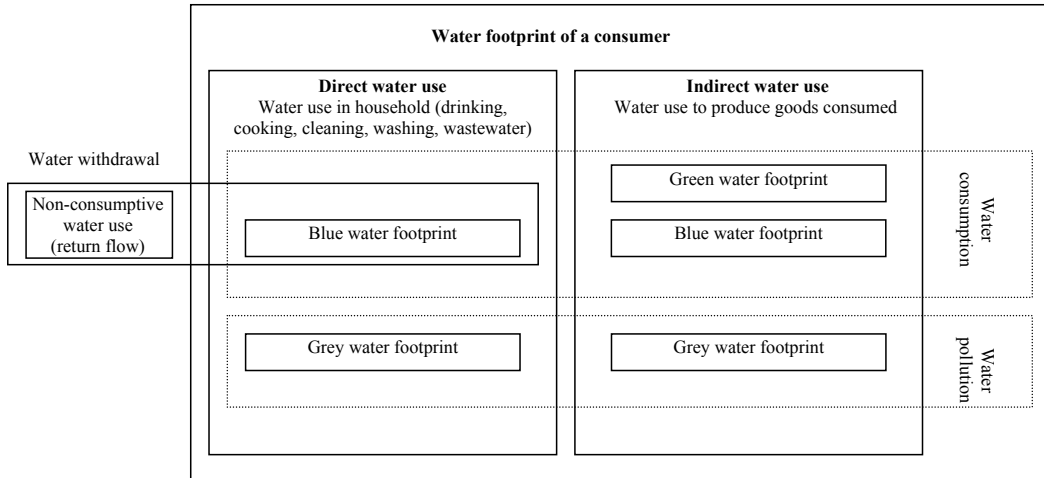 Water footprint of a consumer
Direct water use
Water use in household (drinking,
cooking, cleaning, washing, wastewater)
Indirect water use
Water use to produce goods consumed
Water withdrawal
Non-consumptive
water use
(return flow)
Green water footprint
Blue water footprint
Blue water footprint
Water
consumption
Grey water footprint
Grey water footprint
Water
pollution